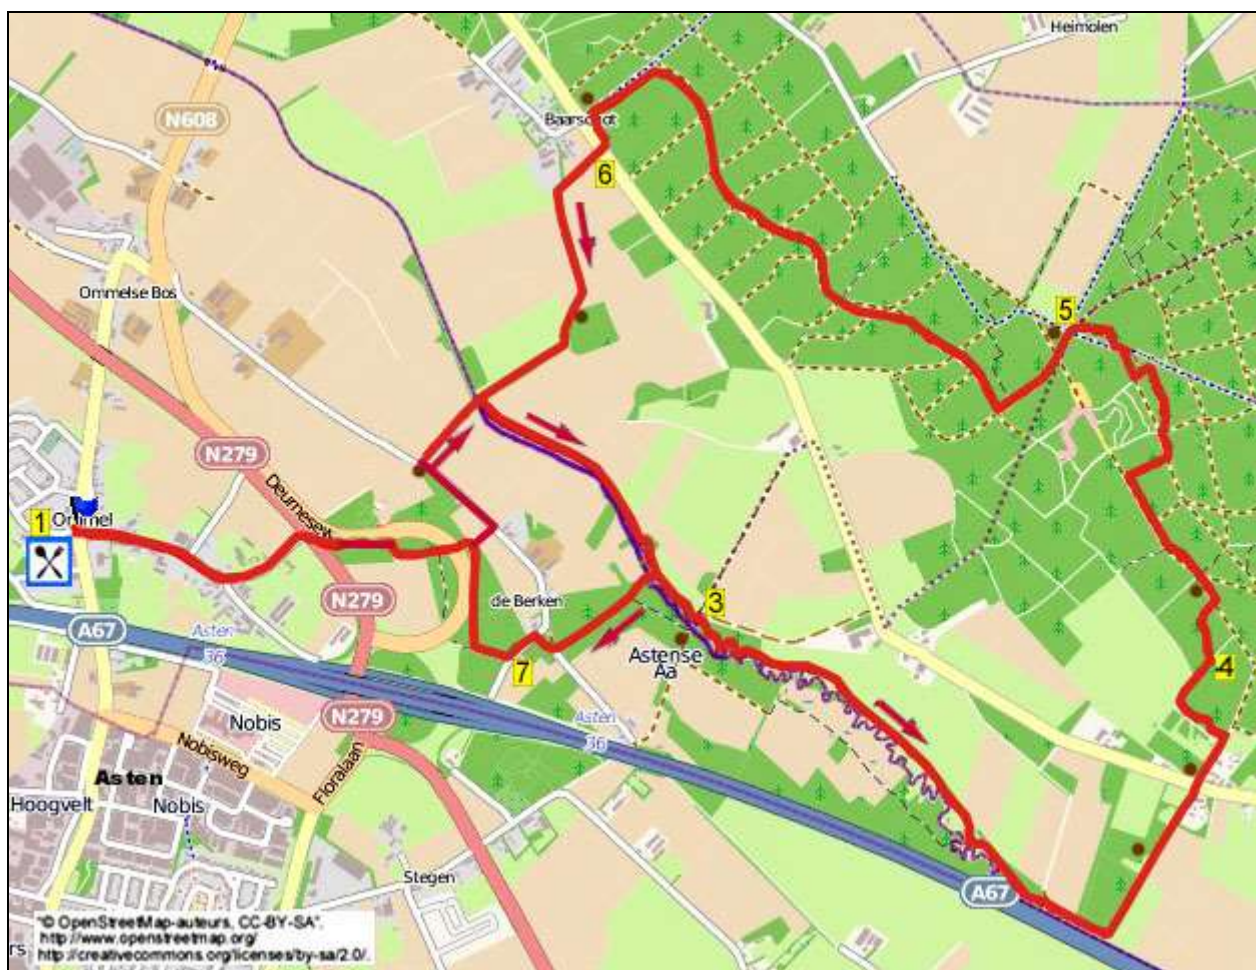 Heimolen
N608
Baarschot
6
Ommelse Bos
5
N279
Deurneseweg
1
Ommel
N279
de Berken
3
A67
Asten
36
Astense
Aa
7
4
Nobis
N279
Asten
36
Nobisweg
Asten
Floralaan
Hoogvelt
Nobis
A67
Stegen
"© OpenStreetMap-auteurs, CC-BY-SA",
http://www.openstreetmap.org/
http://creativecommons.org/licenses/by-sa/2.0/.
rs